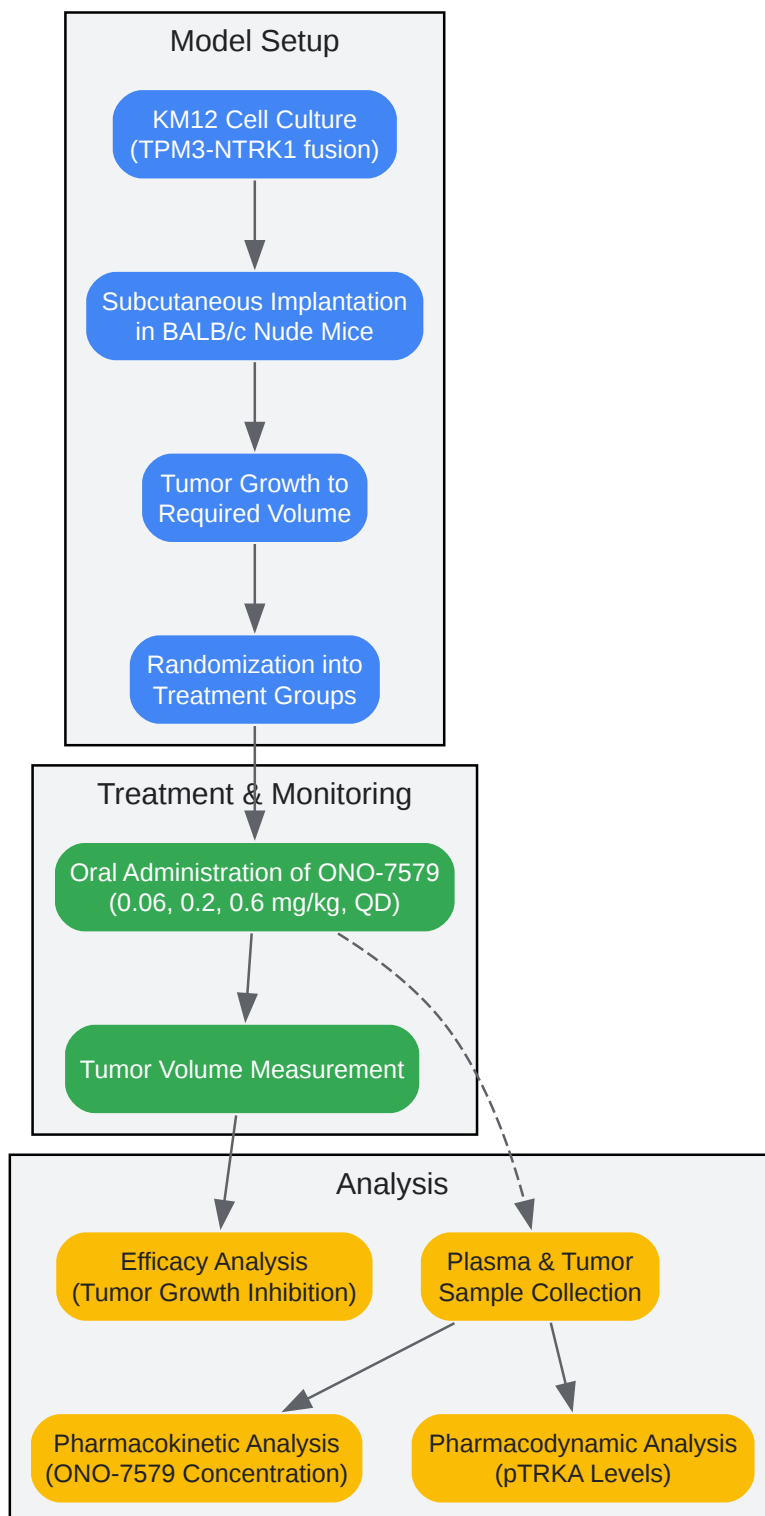 Model Setup
KM12 Cell Culture
(TPM3-NTRK1 fusion)
Subcutaneous Implantation
in BALB/c Nude Mice
Tumor Growth to
Required Volume
Randomization into
Treatment Groups
Treatment & Monitoring
Oral Administration of ONO-7579
(0.06, 0.2, 0.6 mg/kg, QD)
Tumor Volume Measurement
Analysis
Efficacy Analysis
(Tumor Growth Inhibition)
Plasma & Tumor
Sample Collection
Pharmacokinetic Analysis
(ONO-7579 Concentration)
Pharmacodynamic Analysis
(pTRKA Levels)